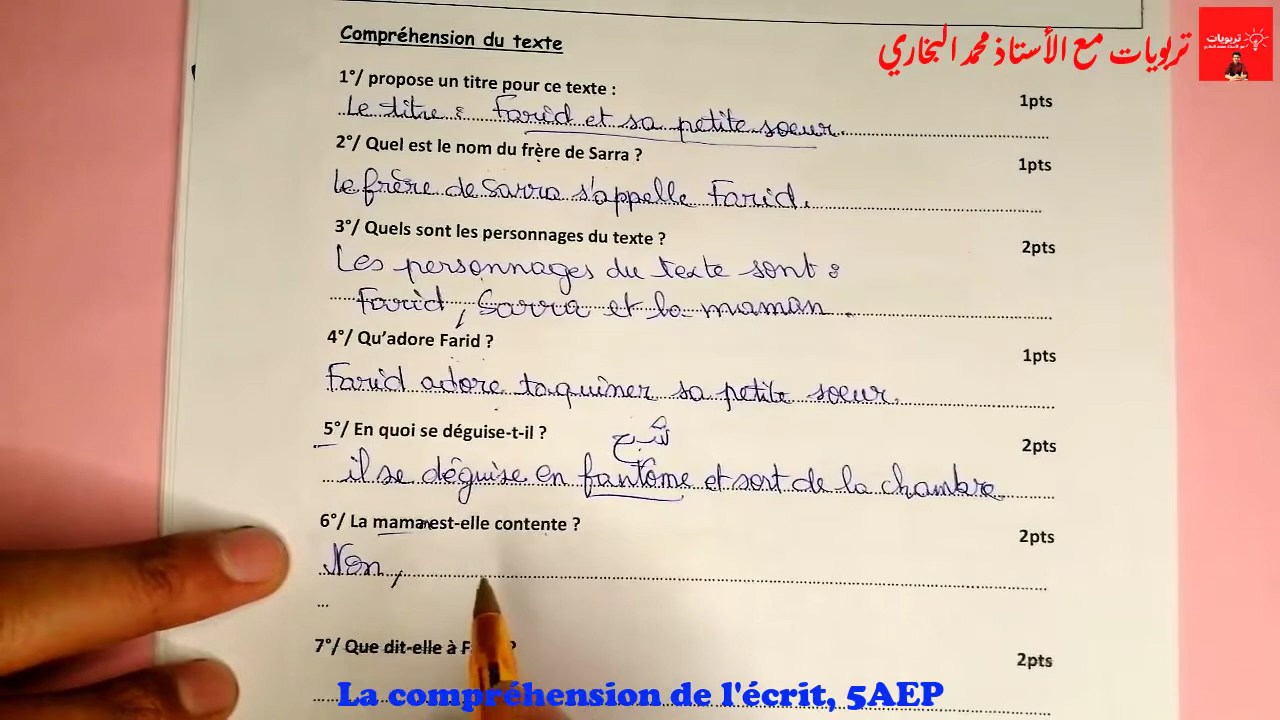 تربويات مع الأستاذ محمد البخاري
تربويات
Compréhension du texte
1°/ propose un titre pour ce texte : 1pts
Le titre : Farid et sa petite soeur.
2°/ Quel est le nom du frère de Sarra ? 1pts
Le frère de Sarra s'appelle Farid.
3°/ Quels sont les personnages du texte ? 2pts
Les personnages du texte sont :
Farid, Sarra et la maman.
4°/ Qu'adore Farid ? 1pts
Farid adore taquiner sa petite soeur.
5°/ En quoi se déguise-t-il ? 2pts
شبح
il se déguise en fantôme et sort de la chambre.
6°/ La maman est-elle contente ? 2pts
Non,
...
7°/ Que dit-elle à ? 2pts
La compréhension de l'écrit, 5AEP